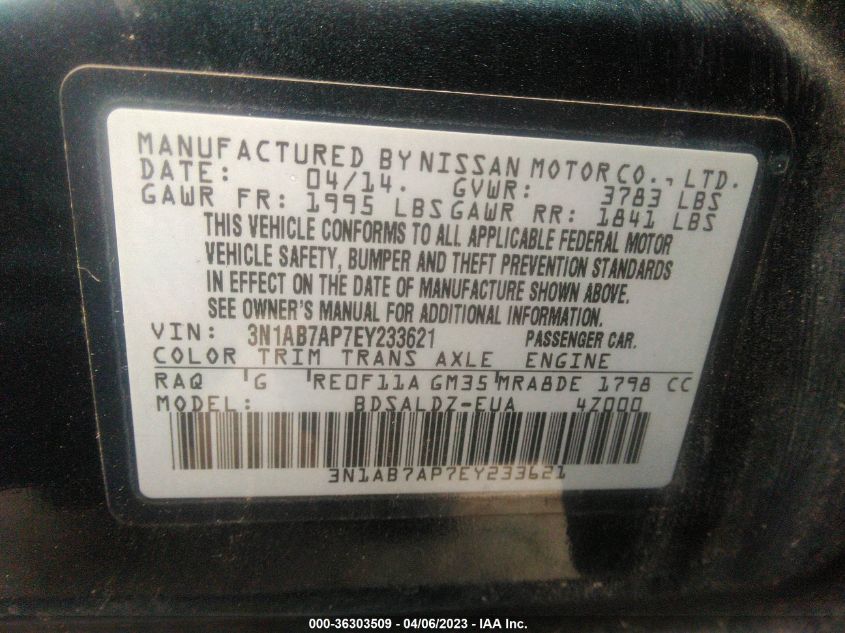 MANUFACTURED BY NISSAN MOTOR CO., LTD.
DATE: 04/14. GVWR: 3783 LBS
GAWR FR: 1995 LBS GAWR RR: 1841 LBS
THIS VEHICLE CONFORMS TO ALL APPLICABLE FEDERAL MOTOR
VEHICLE SAFETY, BUMPER AND THEFT PREVENTION STANDARDS
IN EFFECT ON THE DATE OF MANUFACTURE SHOWN ABOVE.
SEE OWNER'S MANUAL FOR ADDITIONAL INFORMATION.
VIN: 3N1AB7AP7EY233621 PASSENGER CAR.
COLOR TRIM TRANS AXLE ENGINE
RAQ G RE0F11A GM35 MRA8DE 1798 CC
MODEL: BDSALDZ-EUA 4Z000
3N1AB7AP7EY233621
000-36303509 - 04/06/2023 - IAA Inc.